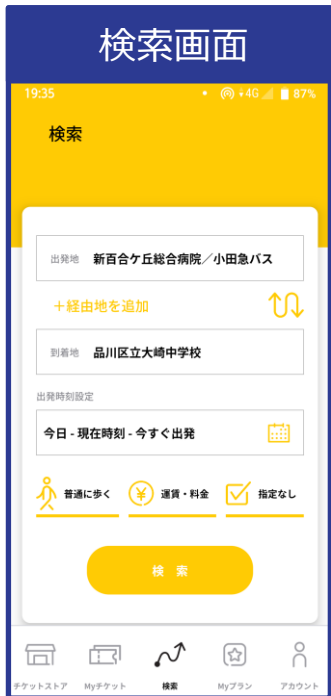 検索画面
19:35 4G 87%
検索
出発地 新百合ケ丘総合病院／小田急バス
＋経由地を追加
到着地 品川区立大崎中学校
出発時刻設定
今日 - 現在時刻 - 今すぐ出発
普通に歩く ¥ 運賃・料金 指定なし
検 索
チケットストア Myチケット 検索 Myプラン アカウント